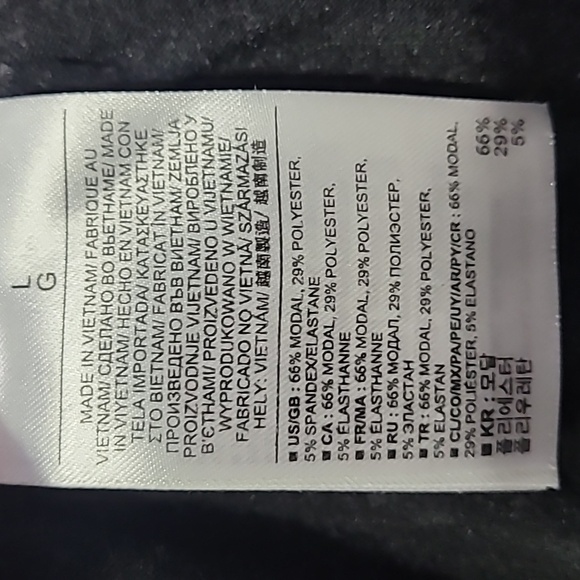 L
G
MADE IN VIETNAM/ FABRIQUE AU
VIETNAM/ СДЕЛАНО ВО ВЬЕТНАМЕ/ MADE
IN VIYETNAM/ HECHO EN VIETNAM CON
TELA IMPORTADA/ ΚΑΤΑΣΚΕΥΑΣΤΗΚΕ
ΣΤΟ ΒΙΕΤΝΑΜ/ FABRICAT IN VIETNAM/
ПРОИЗВЕДЕНО ВЪВ ВИЕТНАМ/ ZEMLJA
PROIZVODNJE VIJETNAM/ ВИРОБЛЕНО У
В'ЄТНАМІ/ PROIZVEDENO U VIJETNAMU/
WYPRODUKOWANO W WIETNAMIE/
FABRICADO NO VIETNÃ/ SZÁRMAZÁSI
HELY: VIETNÁM/ 越南製造/ 越南制造
■ US/GB : 66% MODAL, 29% POLYESTER,
5% SPANDEX/ELASTANE
■ CA : 66% MODAL, 29% POLYESTER,
5% ÉLASTHANNE
■ FR/MA : 66% MODAL, 29% POLYESTER,
5% ÉLASTHANNE
■ RU : 66% МОДАЛ, 29% ПОЛИЭСТЕР,
5% ЭЛАСТАН
■ TR : 66% MODAL, 29% POLYESTER,
5% ELASTAN
■ CL/CO/MX/PA/PE/UY/AR/PY/CR : 66% MODAL,
29% POLIÉSTER, 5% ELASTANO
■ KR : 모달 66%
폴리에스터 29%
폴리우레탄 5%